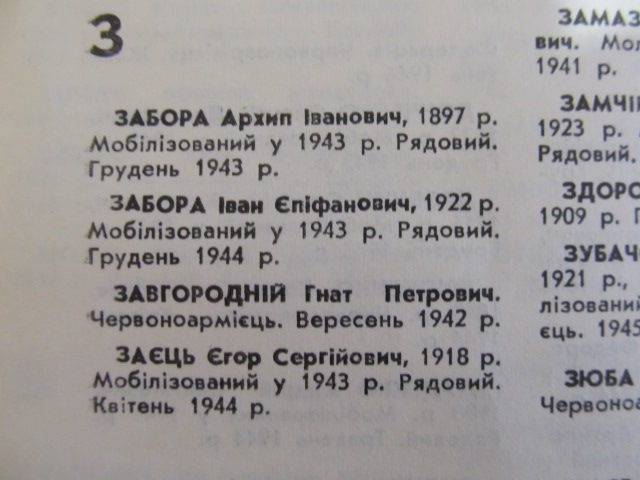 З
ЗАБОРА Архип Іванович, 1897 р.
Мобілізований у 1943 р. Рядовий.
Грудень 1943 р.
ЗАБОРА Іван Єпіфанович, 1922 р.
Мобілізований у 1943 р. Рядовий.
Грудень 1944 р.
ЗАВГОРОДНІЙ Гнат Петрович.
Червоноармієць. Вересень 1942 р.
ЗАЄЦЬ Єгор Сергійович, 1918 р.
Мобілізований у 1943 р. Рядовий.
Квітень 1944 р.
ЗАМАЗ
вич. Мо
1941 р.
ЗАМЧІ
1923 р.
Рядовий.
ЗДОРО
1909 р.
ЗУБАЧ
1921 р.,
лізований
єць. 1945
ЗЮБА
Червоноа